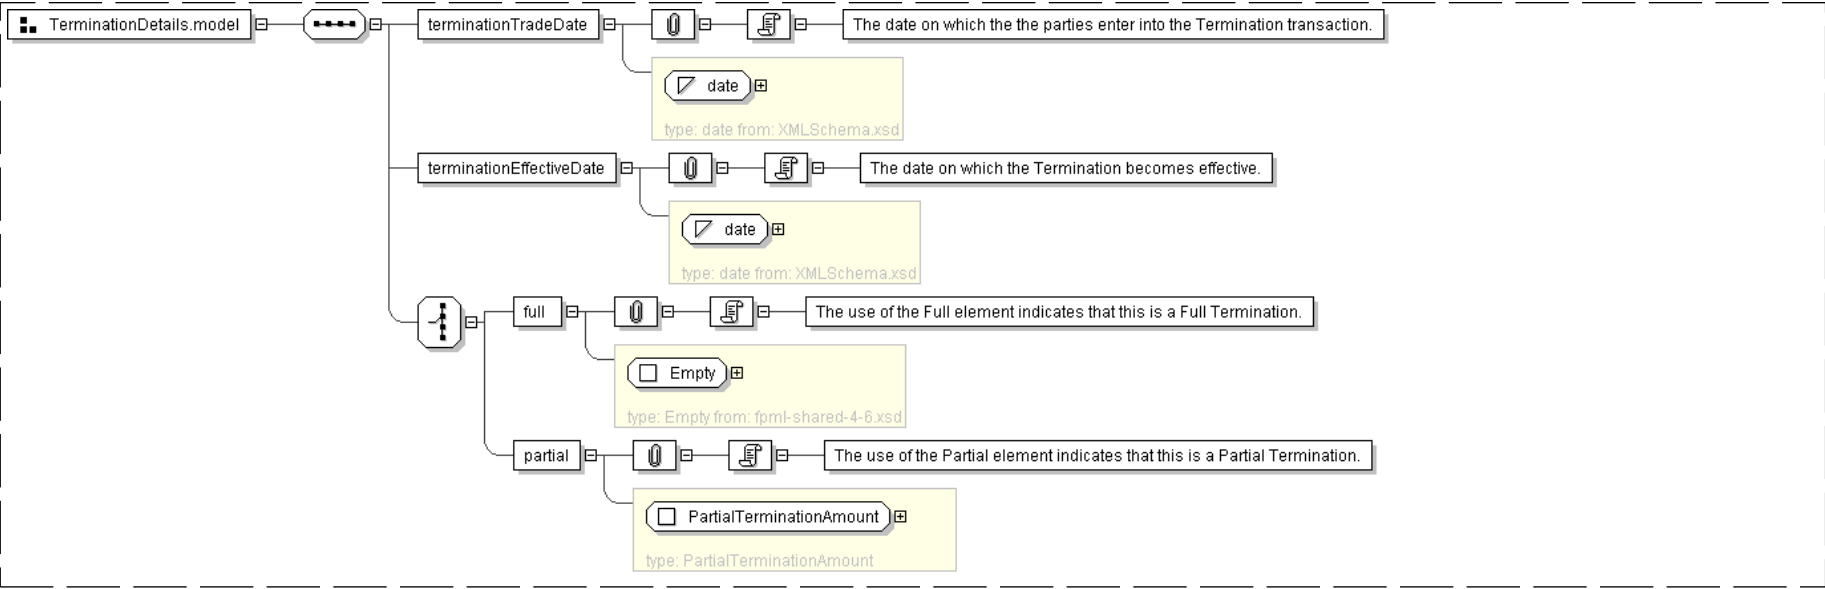 TerminationDetails.model
terminationTradeDate
The date on which the the parties enter into the Termination transaction.
date
type: date from: XMLSchema.xsd
terminationEffectiveDate
The date on which the Termination becomes effective.
date
type: date from: XMLSchema.xsd
full
The use of the Full element indicates that this is a Full Termination.
Empty
type: Empty from: fpml-shared-4-6.xsd
partial
The use of the Partial element indicates that this is a Partial Termination.
PartialTerminationAmount
type: PartialTerminationAmount